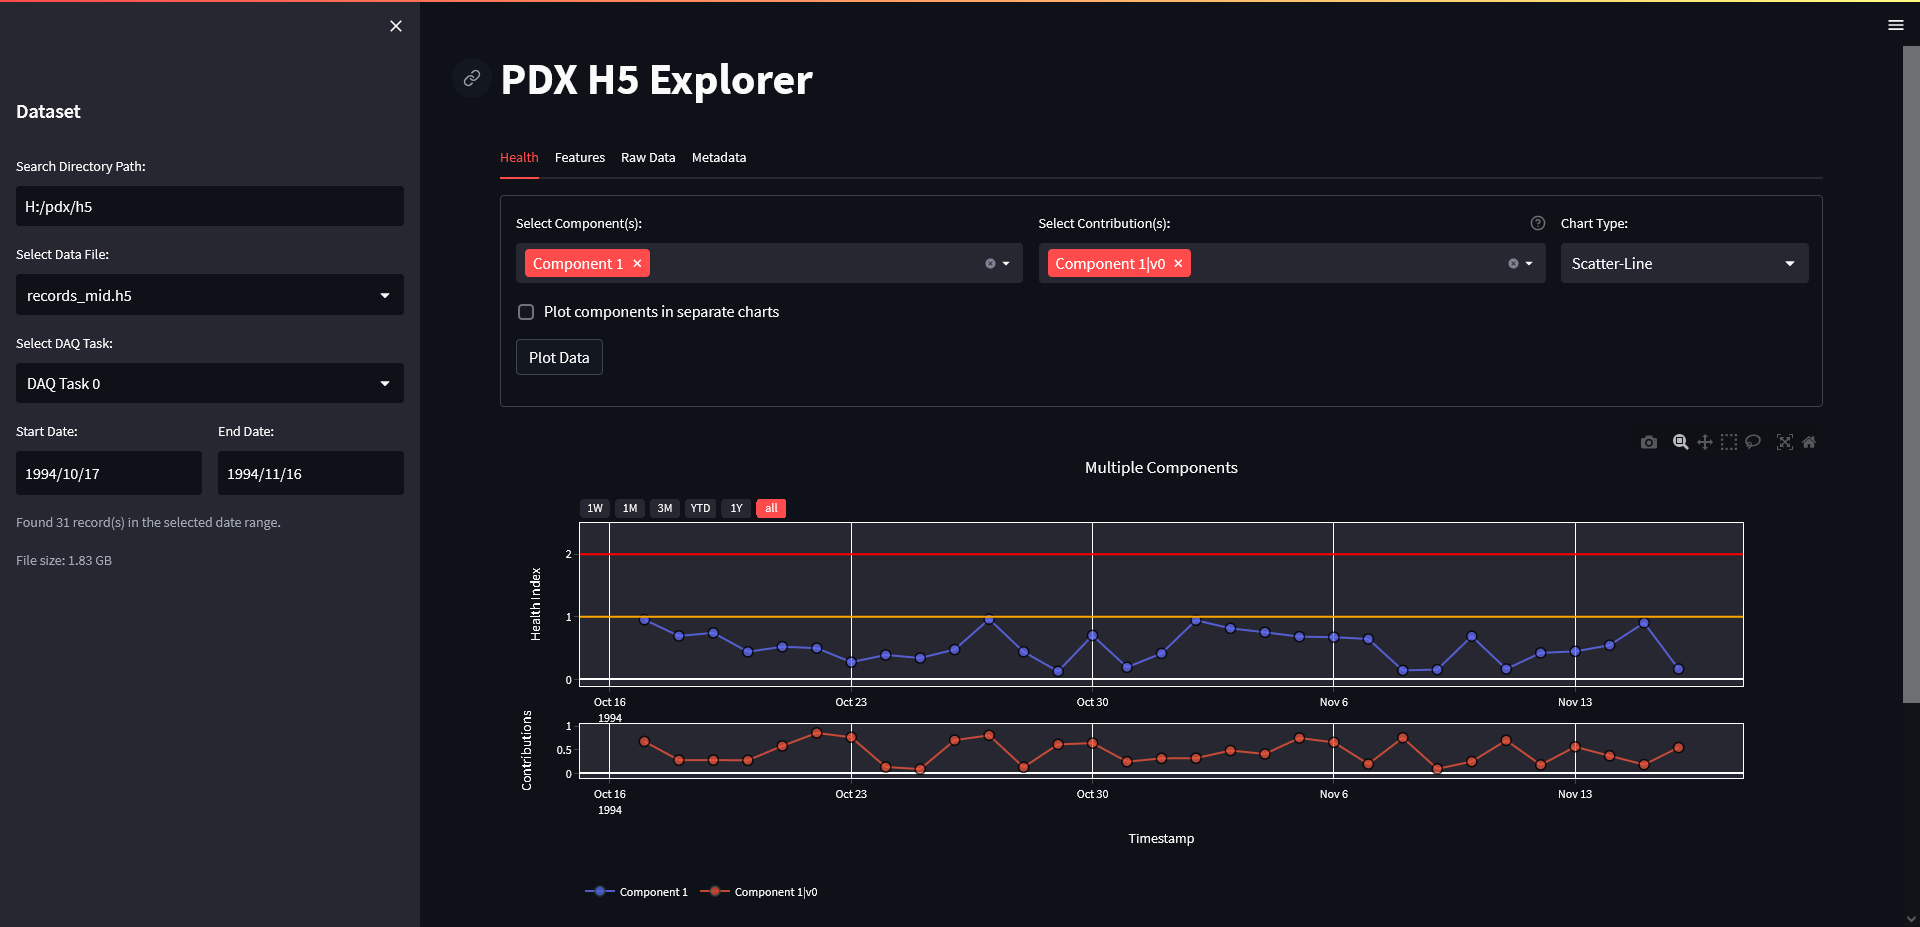 Dataset
Search Directory Path:
H:/pdx/h5
Select Data File:
records_mid.h5
Select DAQ Task:
DAQ Task 0
Start Date:
End Date:
1994/10/17
1994/11/16
Found 31 record(s) in the selected date range.
File size: 1.83 GB
PDX H5 Explorer
Health Features Raw Data Metadata
Select Component(s):
Component 1
Select Contribution(s):
Component 1|v0
Chart Type:
Scatter-Line
Plot components in separate charts
Plot Data
Multiple Components
1W 1M 3M YTD 1Y all
Health Index
2
1
0
Oct 16
1994
Oct 23
Oct 30
Nov 6
Nov 13
Contributions
1
0.5
0
Oct 16
1994
Oct 23
Oct 30
Nov 6
Nov 13
Timestamp
Component 1
Component 1|v0